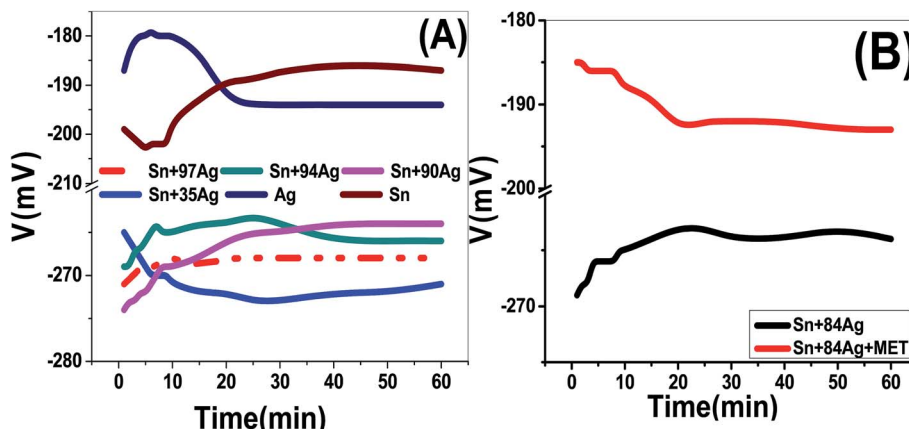 (A)
-180
-190
-200
-210
-270
-280
V(mV)
Sn+97Ag Sn+94Ag Sn+90Ag
Sn+35Ag Ag Sn
0 10 20 30 40 50 60
Time(min)
(B)
-180
-190
-200
-270
V(mV)
Sn+84Ag
Sn+84Ag+MET
0 10 20 30 40 50 60
Time(min)